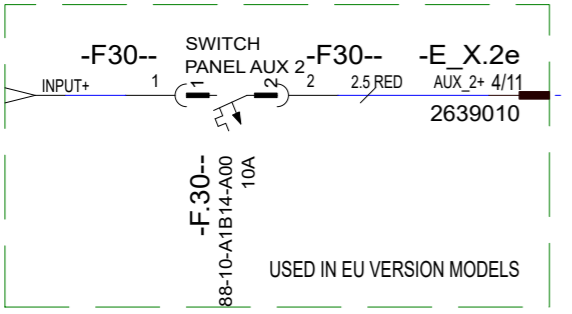 -F30--
SWITCH
PANEL AUX 2
-F30--
-E_X.2e
INPUT+
1
1
2
2
2.5 RED
AUX_2+ 4/11
2639010
-F.30--
88-10-A1B14-A00
10A
USED IN EU VERSION MODELS